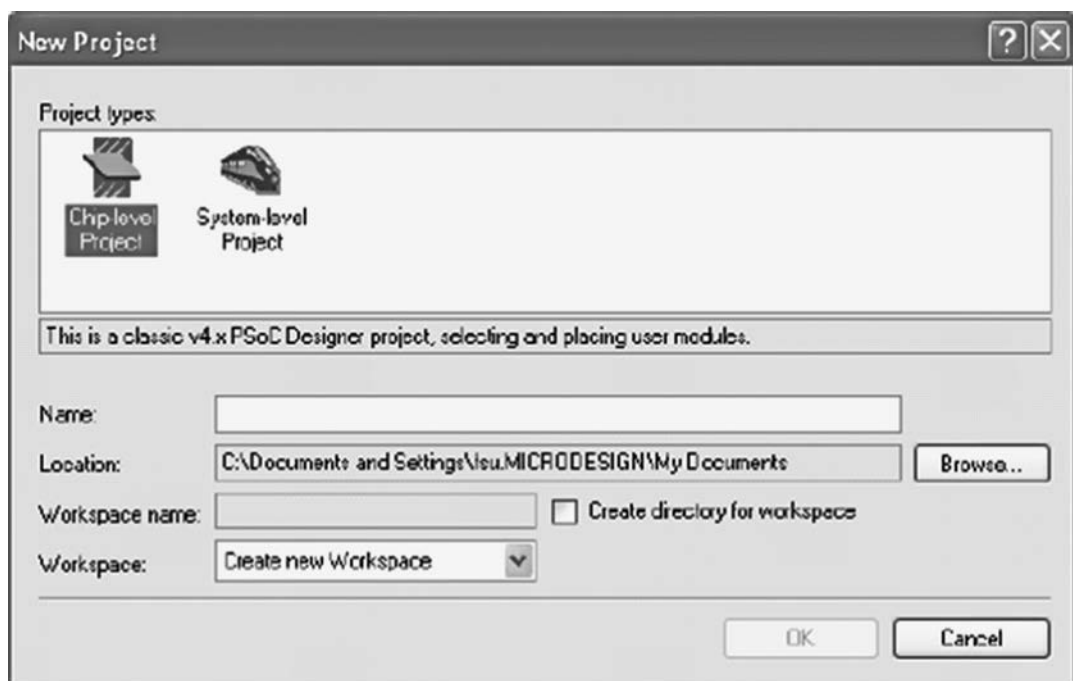 New Project
Project types:
Chip-level
Project
System-level
Project
This is a classic v4.x PSoC Designer project, selecting and placing user modules.
Name:
Location:
C:\Documents and Settings\fsu.MICRODESIGN\My Documents
Browse...
Workspace name:
Create directory for workspace
Workspace:
Create new Workspace
OK
Cancel